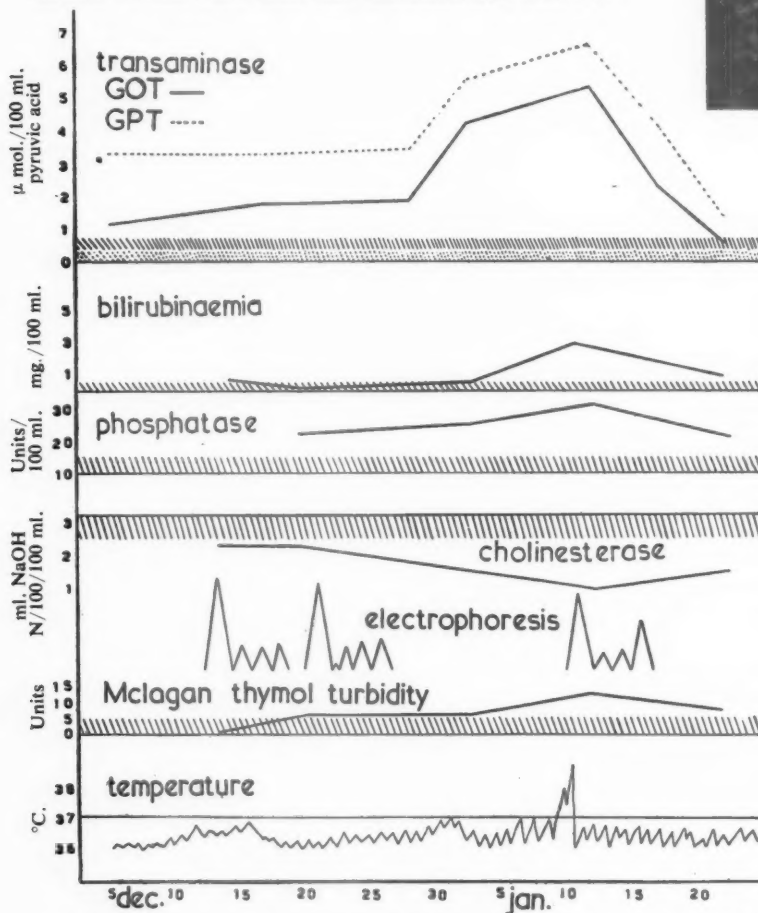 7
6
5
4
3
2
1
0
µ mol./100 ml.
pyruvic acid
transaminase
GOT
GPT
5
3
1
mg./100 ml.
bilirubinaemia
30
20
10
Units/
100 ml.
phosphatase
3
2
1
ml. NaOH
N/100/100 ml.
cholinesterase
electrophoresis
15
10
5
0
Units
Mclagan thymol turbidity
38
37
°C.
temperature
5 dec. 10 15 20 25 30 5 jan. 10 15 20